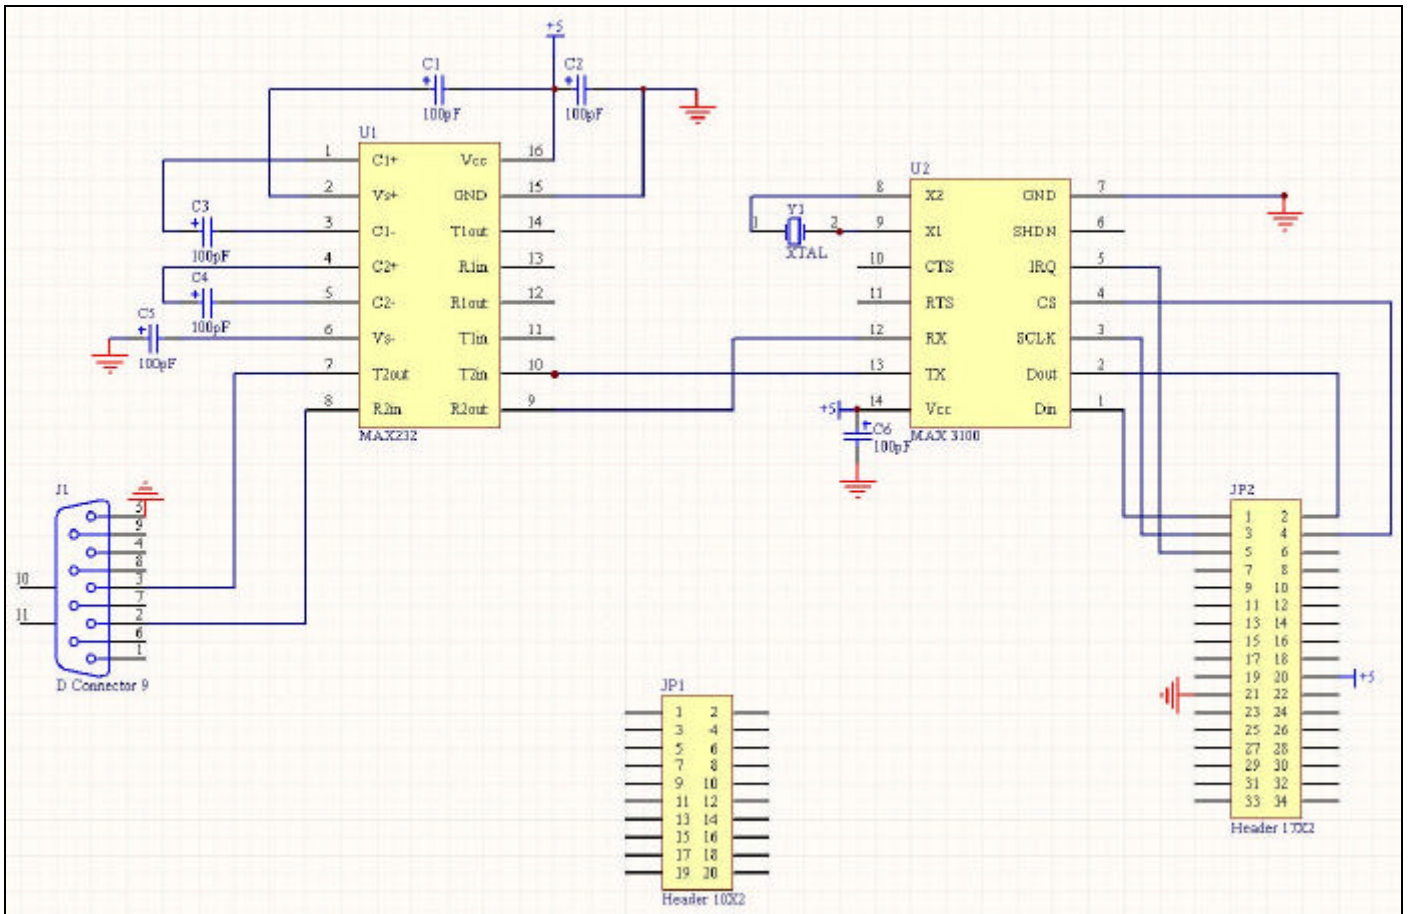 +5
C1
C2
100pF
100pF
U1
1 C1+ Vcc 16
2 Vs+ GND 15
3 C1- T1out 14
4 C2+ R1in 13
5 C2- R1out 12
6 Vs- T1in 11
7 T2out T2in 10
8 R2in R2out 9
MAX232
C3
100pF
C4
100pF
C5
100pF
U2
8 X2 GND 7
9 X1 SHDN 6
10 CTS IRQ 5
11 RTS CS 4
12 RX SCLK 3
13 TX Dout 2
14 Vcc Din 1
MAX 3100
1 Y1 2
XTAL
+5
C6
100pF
J1
5
9
4
8
3
7
2
6
1
10
11
D Connector 9
JP1
1 2
3 4
5 6
7 8
9 10
11 12
13 14
15 16
17 18
19 20
Header 10X2
JP2
1 2
3 4
5 6
7 8
9 10
11 12
13 14
15 16
17 18
19 20
21 22
23 24
25 26
27 28
29 30
31 32
33 34
+5
Header 17X2